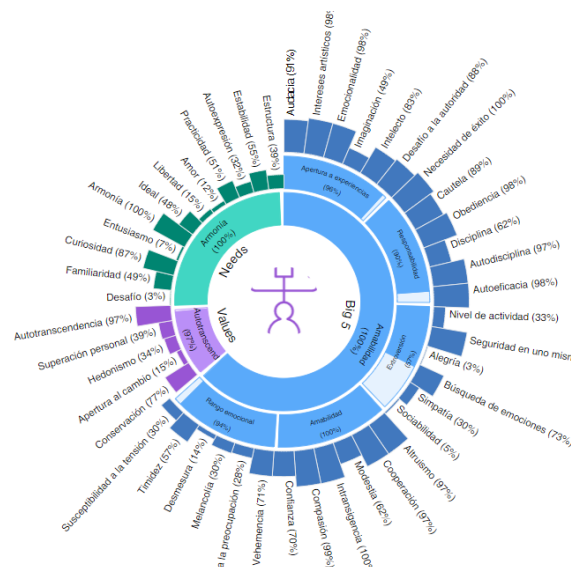 Audacia (91%)
Intereses artísticos (98%
Emocionalidad (98%)
Imaginación (49%)
Intelecto (83%)
Desafío a la autoridad (88%)
Necesidad de éxito (100%)
Cautela (89%)
Obediencia (98%)
Disciplina (62%)
Autodisciplina (97%)
Autoeficacia (98%)
Nivel de actividad (33%)
Seguridad en uno mism
Alegría (3%)
Búsqueda de emociones (73%
Simpatía (30%)
Sociabilidad (5%)
Altruismo (97%)
Cooperación (97%)
Modestia (62%)
Intransigencia (100%
Compasión (99%)
Confianza (70%)
Vehemencia (71%)
a la preocupación (28%)
Melancolía (30%)
Desmesura (14%)
Timidez (57%)
Susceptibilidad a la tensión (30%)
Conservación (77%)
Apertura al cambio (15%)
Hedonismo (34%)
Superación personal (39%)
Autotranscendencia (97%)
Desafío (3%)
Familiaridad (49%)
Curiosidad (87%)
Entusiasmo (7%)
Armonía (100%)
Ideal (48%)
Libertad (15%)
Amor (12%)
Practicidad (51%)
Autoexpresión (32%)
Estabilidad (55%)
Estructura (39%)
Apertura a experiencias
(96%)
Responsabilidad
(90%)
Extraversión
Amabilidad
(100%)
Rango emocional
(94%)
Autotranscend
(97%)
Armonía
(100%)
Amabilidad
(100%)
Needs
Values
Big 5